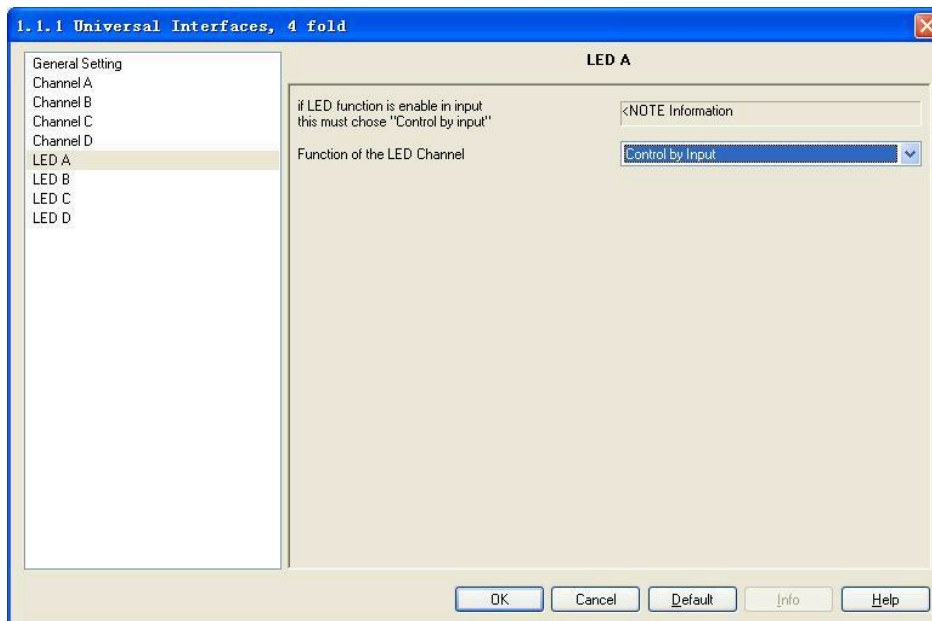 1.1.1 Universal Interfaces, 4 fold
General Setting
Channel A
Channel B
Channel C
Channel D
LED A
LED B
LED C
LED D
LED A
if LED function is enable in input
this must chose "Control by input"
<NOTE Information
Function of the LED Channel
Control by Input
OK
Cancel
Default
Info
Help